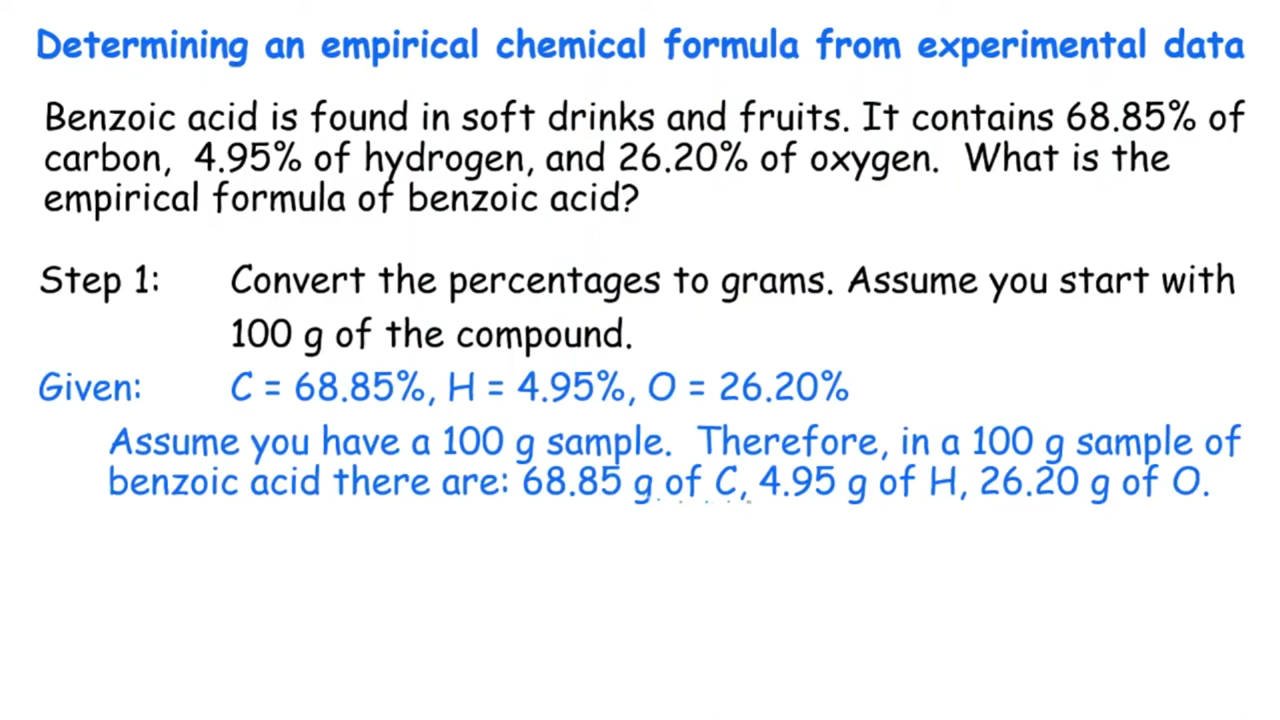 Determining an empirical chemical formula from experimental data
Benzoic acid is found in soft drinks and fruits. It contains 68.85% of
carbon, 4.95% of hydrogen, and 26.20% of oxygen. What is the
empirical formula of benzoic acid?
Step 1: Convert the percentages to grams. Assume you start with
100 g of the compound.
Given: C = 68.85%, H = 4.95%, O = 26.20%
Assume you have a 100 g sample. Therefore, in a 100 g sample of
benzoic acid there are: 68.85 g of C, 4.95 g of H, 26.20 g of O.